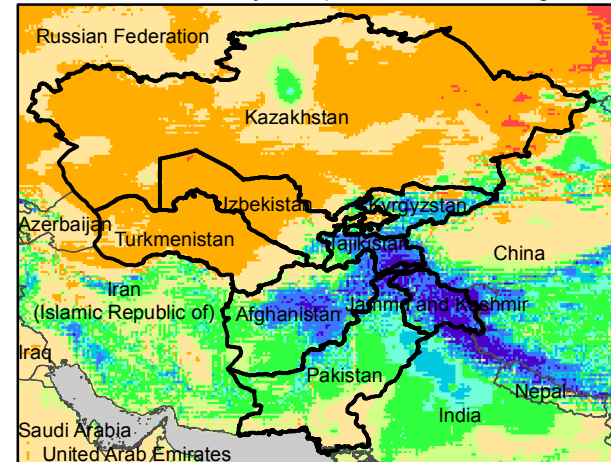 Russian Federation
Kazakhstan
Izbekistan
Kyrgyzstan
Azerbaijan
Turkmenistan
Tajikistan
China
Iran
(Islamic Republic of)
Afghanistan
Jammu and Kashmir
Iraq
Pakistan
Nepal
India
Saudi Arabia
United Arab Emirates